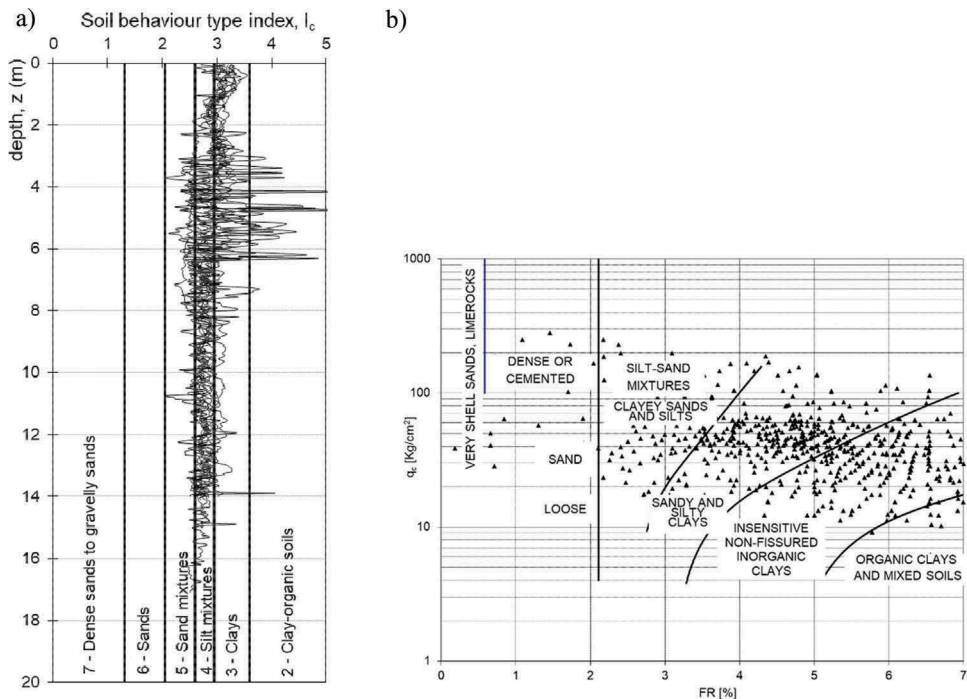 a)
Soil behaviour type index, Ic
0 1 2 3 4 5
depth, z (m)
0
2
4
6
8
10
12
14
16
18
20
7 - Dense sands to gravelly sands
6 - Sands
5 - Sand mixtures
4 - Silt mixtures
3 - Clays
2 - Clay-organic soils
b)
qc [Kg/cm²]
1000
100
10
1
VERY SHELL SANDS, LIMEROCKS
DENSE OR
CEMENTED
SAND
LOOSE
SILT-SAND
MIXTURES
CLAYEY SANDS
AND SILTS
SANDY AND
SILTY
CLAYS
INSENSITIVE
NON-FISSURED
INORGANIC
CLAYS
ORGANIC CLAYS
AND MIXED SOILS
0 1 2 3 4 5 6 7
FR [%]